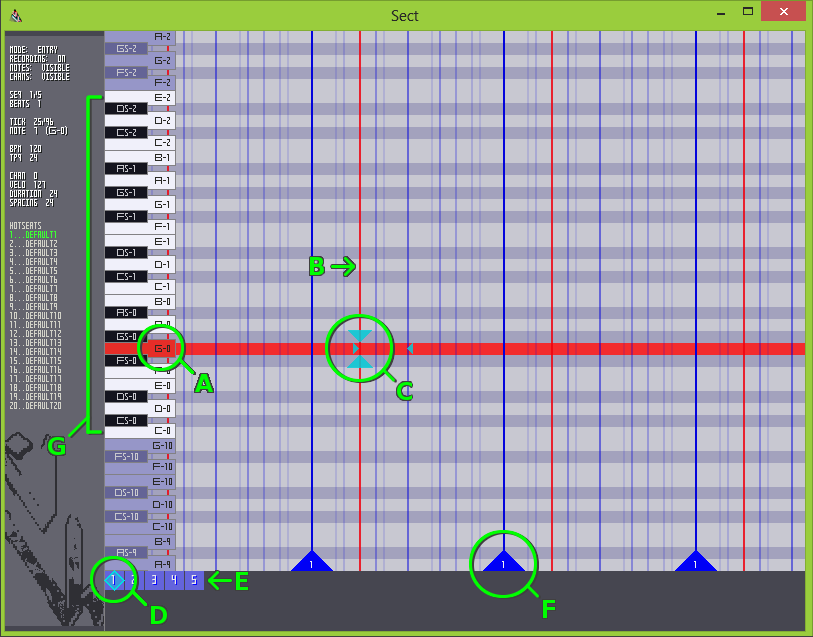 Sect
MODE: ENTRY
RECORDING: ON
NOTES: VISIBLE
CHANS: VISIBLE
SEQ 1/5
BEATS 1
TICK 25/96
NOTE 7 (G-0)
BPM 120
TPQ 24
CHAN 0
VELO 127
DURATION 24
SPACING 24
HOTSEATS
1...DEFAULT1
2...DEFAULT2
3...DEFAULT3
4...DEFAULT4
5...DEFAULT5
6...DEFAULT6
7...DEFAULT7
8...DEFAULT8
9...DEFAULT9
10...DEFAULT10
11...DEFAULT11
12...DEFAULT12
13...DEFAULT13
14...DEFAULT14
15...DEFAULT15
16...DEFAULT16
17...DEFAULT17
18...DEFAULT18
19...DEFAULT19
20...DEFAULT20
A-2
GS-2
G-2
FS-2
F-2
E-2
DS-2
D-2
CS-2
C-2
B-1
AS-1
A-1
GS-1
G-1
FS-1
F-1
E-1
DS-1
D-1
CS-1
C-1
B-0
AS-0
GS-0
G-0
FS-0
E-0
DS-0
D-0
CS-0
C-0
G-10
FS-10
F-10
E-10
DS-10
D-10
CS-10
C-10
B-9
AS-9
A-9
B
A
C
G
1 1 1
1 2 3 4 5
E
D
F